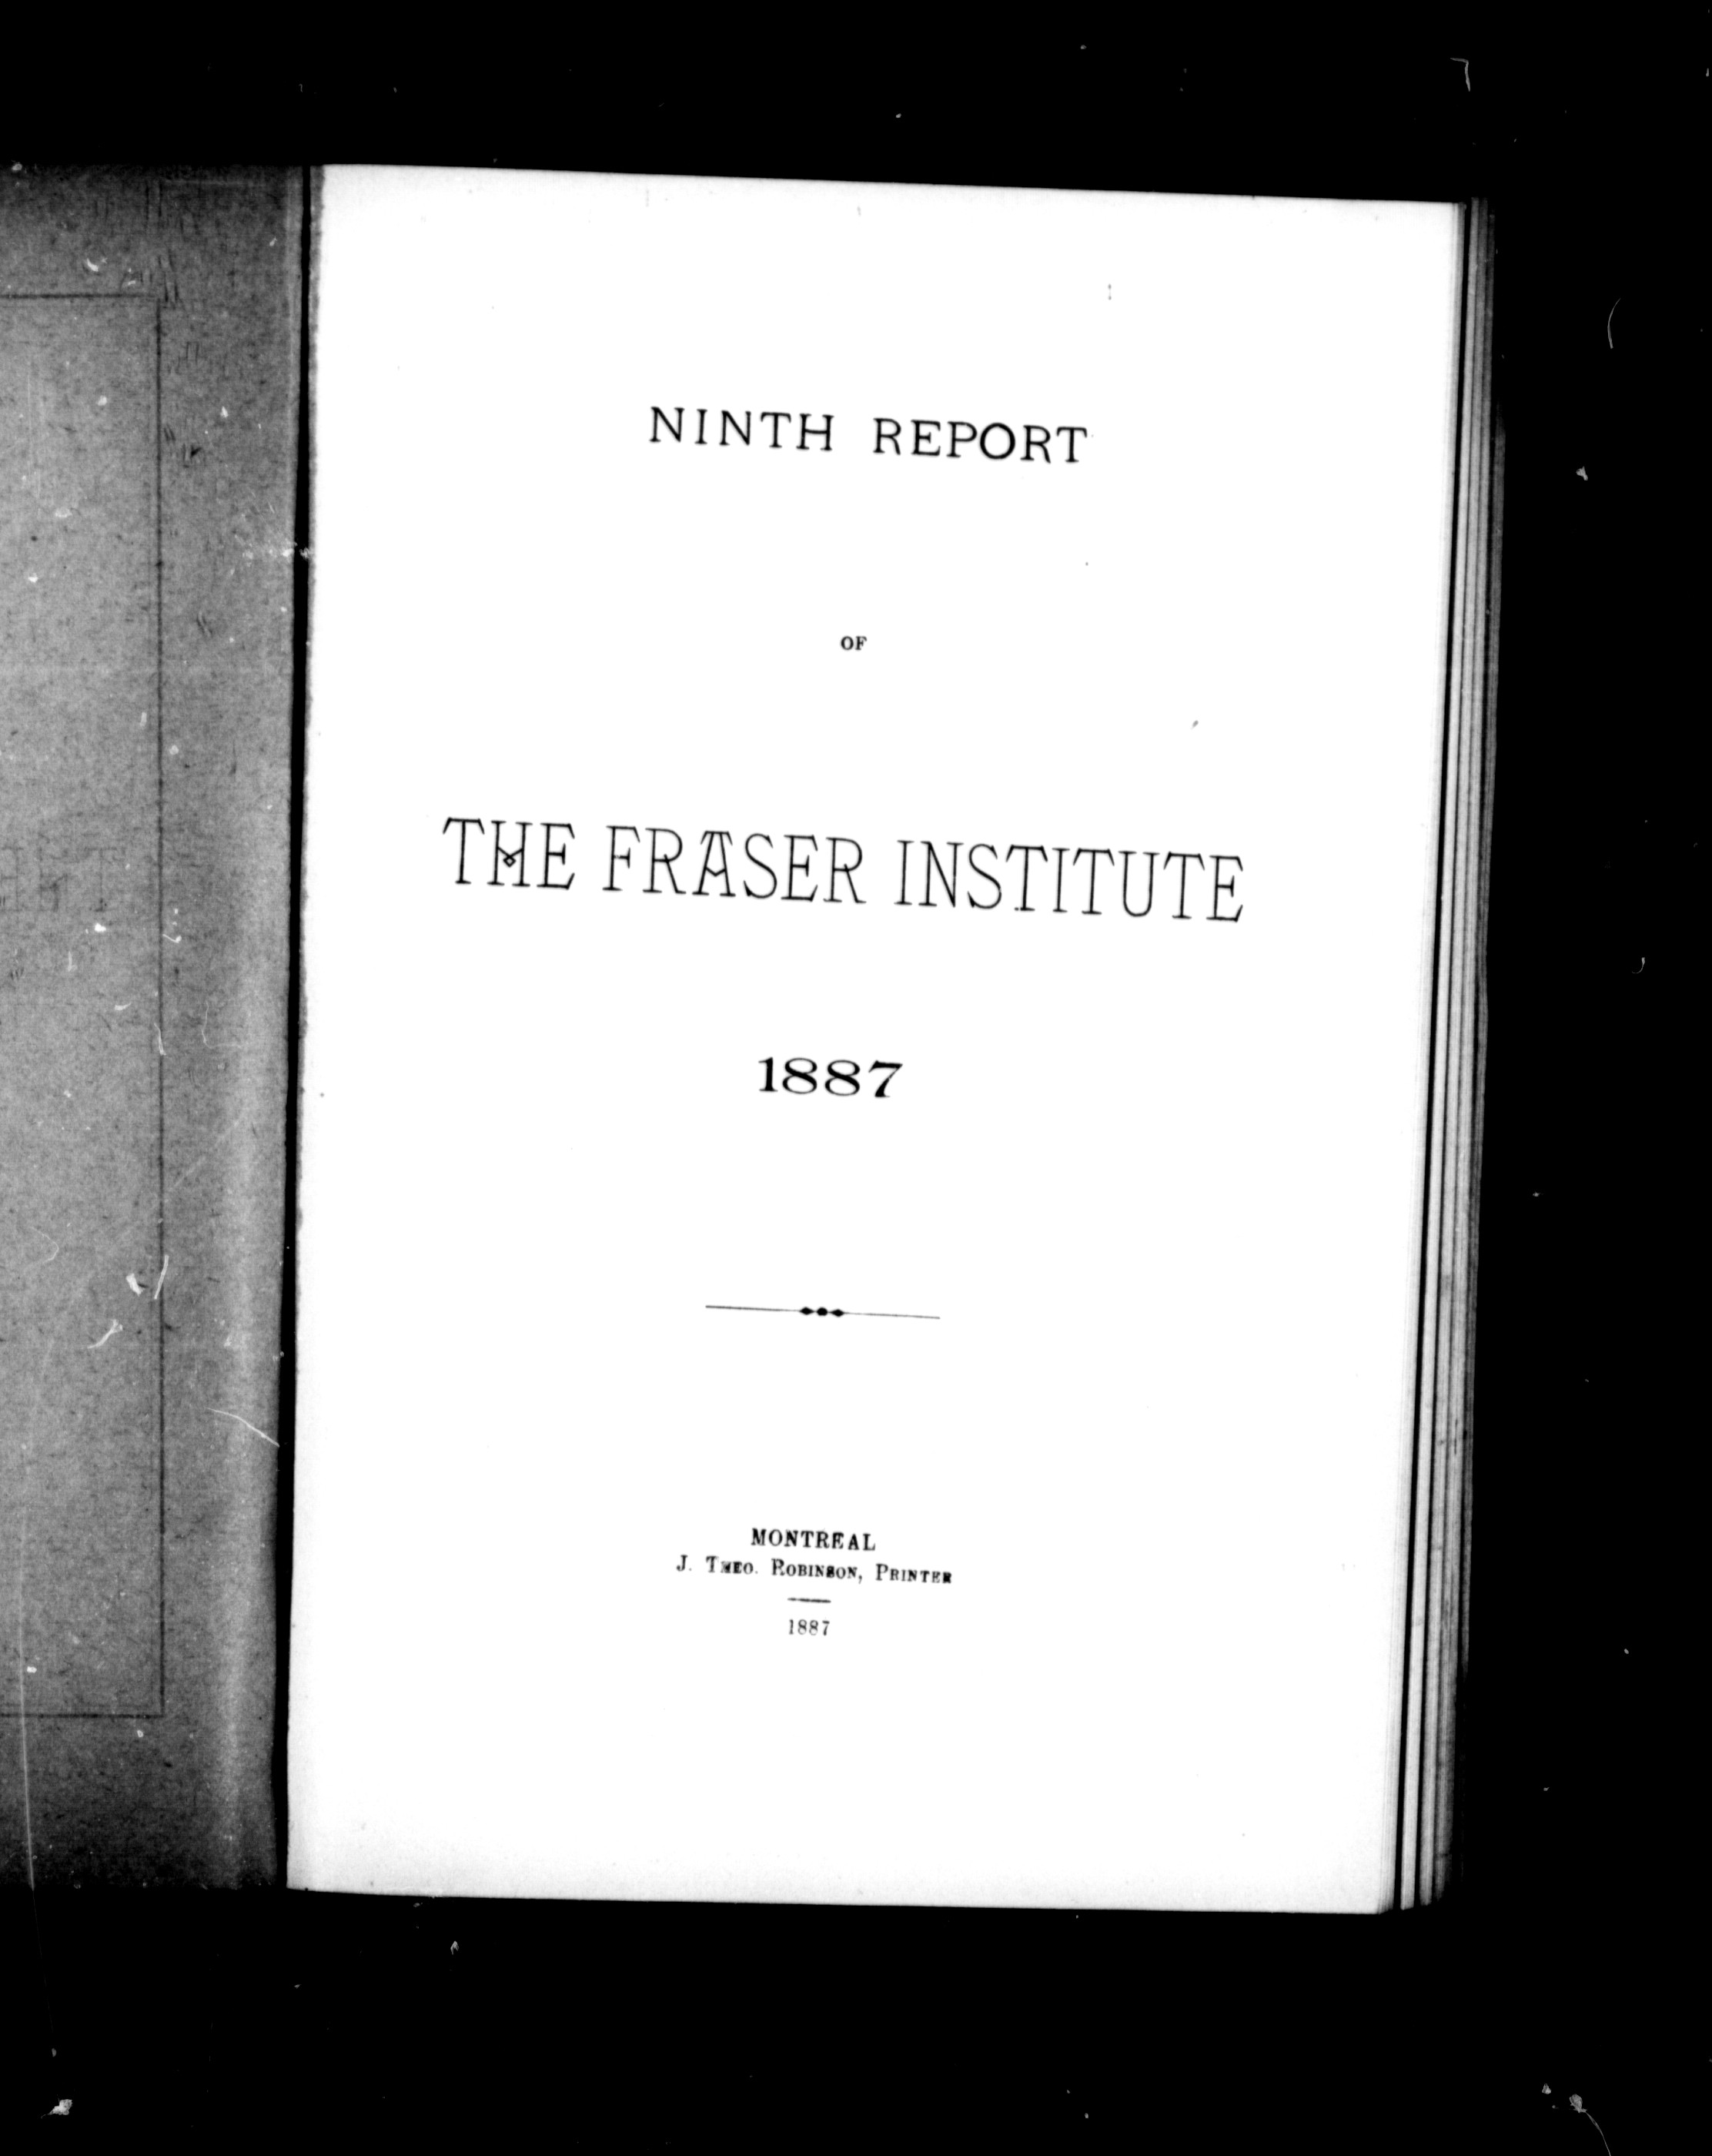 NINTH REPORT
OF
THE FRASER INSTITUTE
1887
MONTREAL
J. THEO. ROBINSON, PRINTER
1887